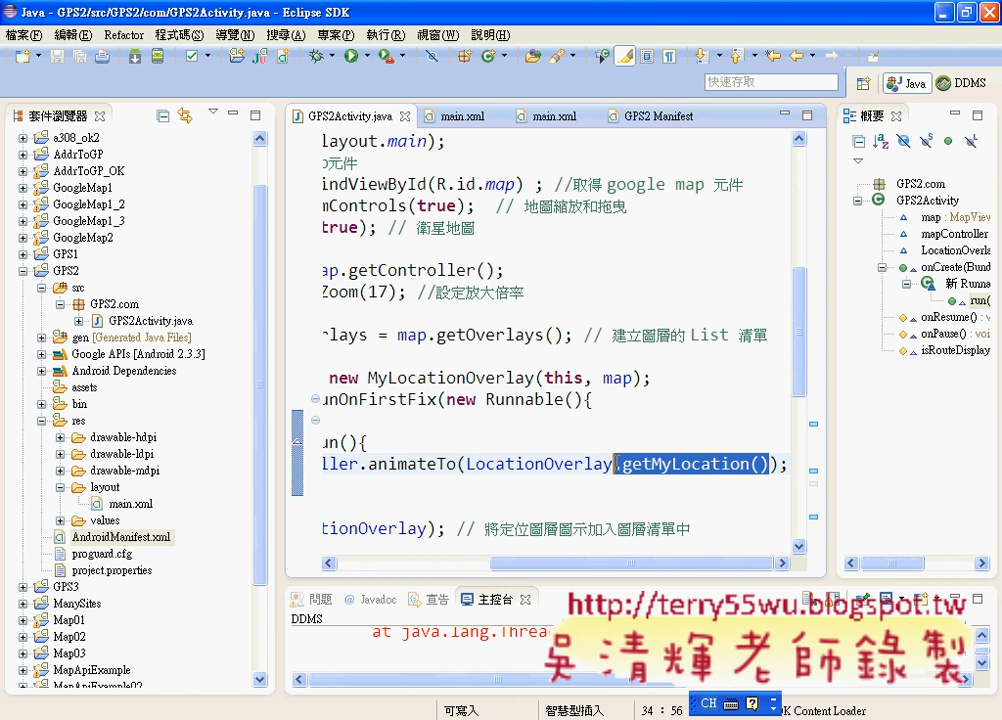 Java - GPS2/src/GPS2/com/GPS2Activity.java - Eclipse SDK
檔案(F) 編輯(E) Refactor 程式碼(S) 導覽(N) 搜尋(A) 專案(P) 執行(R) 視窗(W) 說明(H)
快速存取
Java
DDMS
套件瀏覽器
a308_ok2
AddrToGP
AddrToGP_OK
GoogleMap1
GoogleMap1_2
GoogleMap1_3
GoogleMap2
GPS1
GPS2
src
GPS2.com
GPS2Activity.java
gen [Generated Java Files]
Google APIs [Android 2.3.3]
Android Dependencies
assets
bin
res
drawable-hdpi
drawable-ldpi
drawable-mdpi
layout
main.xml
values
AndroidManifest.xml
proguard.cfg
project.properties
GPS3
ManySites
Map01
Map02
Map03
MapApiExample
MapApiExample02
GPS2Activity.java
main.xml
main.xml
GPS2 Manifest
layout.main);
元件
indViewById(R.id.map) ; //取得 google map 元件
mControls(true); // 地圖縮放和拖曳
true); // 衛星地圖
ap.getController();
Zoom(17); //設定放大倍率
rlays = map.getOverlays(); // 建立圖層的 List 清單
new MyLocationOverlay(this, map);
unOnFirstFix(new Runnable(){
un(){
ller.animateTo(LocationOverlay.getMyLocation());
tionOverlay); // 將定位圖層圖示加入圖層清單中
概要
GPS2.com
GPS2Activity
map : MapView
mapController
LocationOverla
onCreate(Bund
新 Runna
run(
onResume() : v
onPause() : voi
isRouteDisplay
問題 @ Javadoc 宣告 主控台
DDMS
at java.lang.Threa
http://terry55wu.blogspot.tw
吳清輝老師錄製
可寫入
智慧型插入
34 : 56
CH
K Content Loader